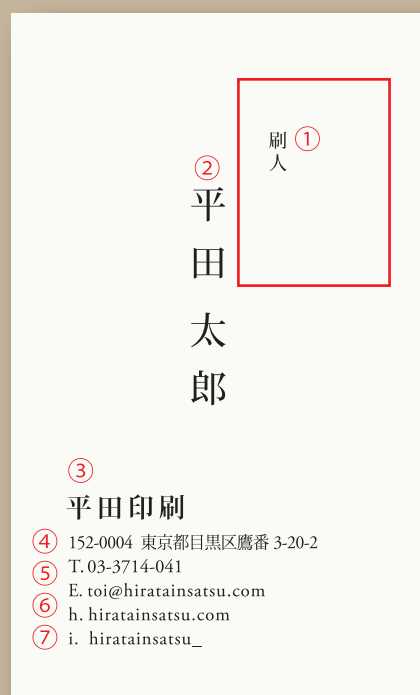 ① 刷人
② 平田太郎
③
平田印刷
④ 152-0004 東京都目黒区鷹番 3-20-2
⑤ T. 03-3714-041
E. toi@hiratainsatsu.com
⑥ h. hiratainsatsu.com
⑦ i. hiratainsatsu_